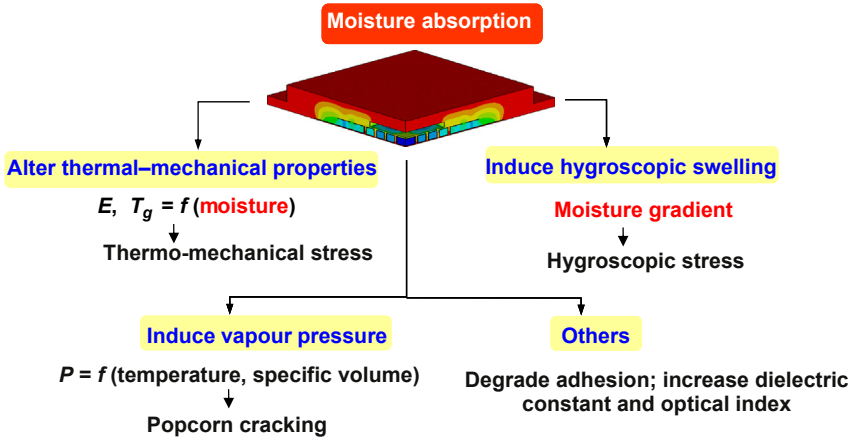 Moisture absorption
Alter thermal–mechanical properties
E, Tg = f (moisture)
Thermo-mechanical stress
Induce hygroscopic swelling
Moisture gradient
Hygroscopic stress
Induce vapour pressure
P = f (temperature, specific volume)
Popcorn cracking
Others
Degrade adhesion; increase dielectric
constant and optical index